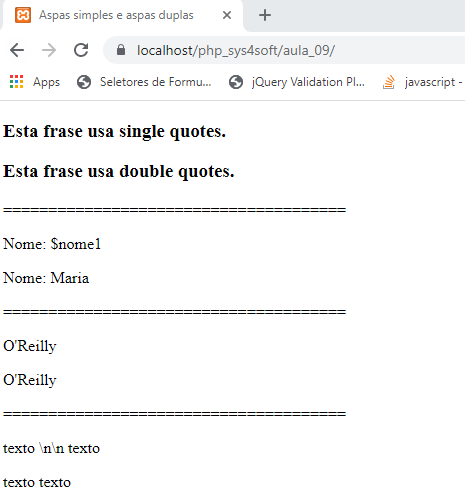 Aspas simples e aspas duplas
localhost/php_sys4soft/aula_09/
Apps Seletores de Formu... jQuery Validation Pl... javascript -
Esta frase usa single quotes.
Esta frase usa double quotes.
======================================
Nome: $nome1
Nome: Maria
======================================
O'Reilly
O'Reilly
======================================
texto \n\n texto
texto texto